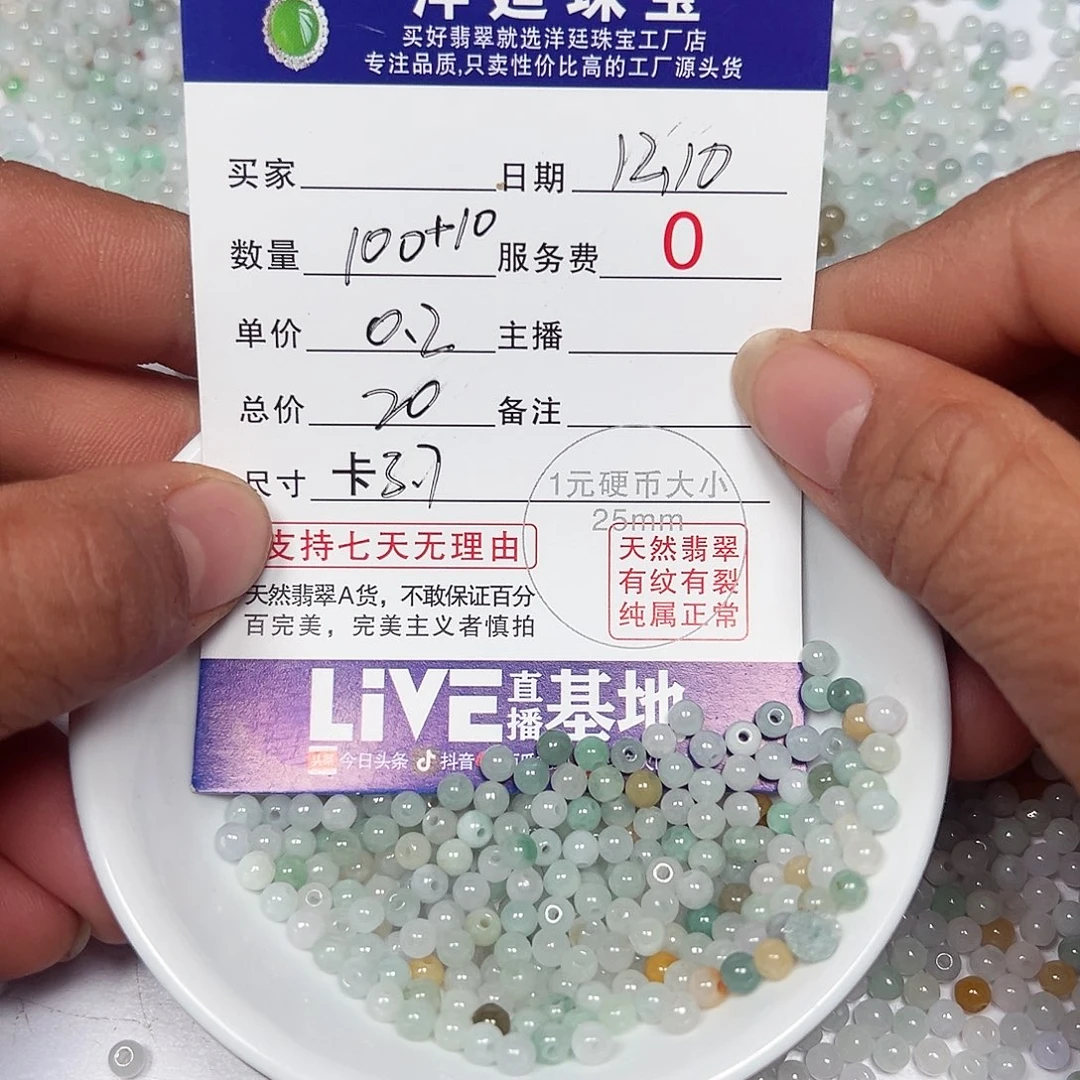 洋廷珠宝
买好翡翠就选洋廷珠宝工厂店
专注品质,只卖性价比高的工厂源头货
买家 日期 12,10
数量 100+10 服务费 0
单价 0.2 主播
总价 20 备注
尺寸 卡3.7
1元硬币大小
25mm
支持七天无理由
天然翡翠
有纹有裂
纯属正常
天然翡翠A货，不敢保证百分
百完美，完美主义者慎拍
LiVE直播基地
头条 今日头条 抖音